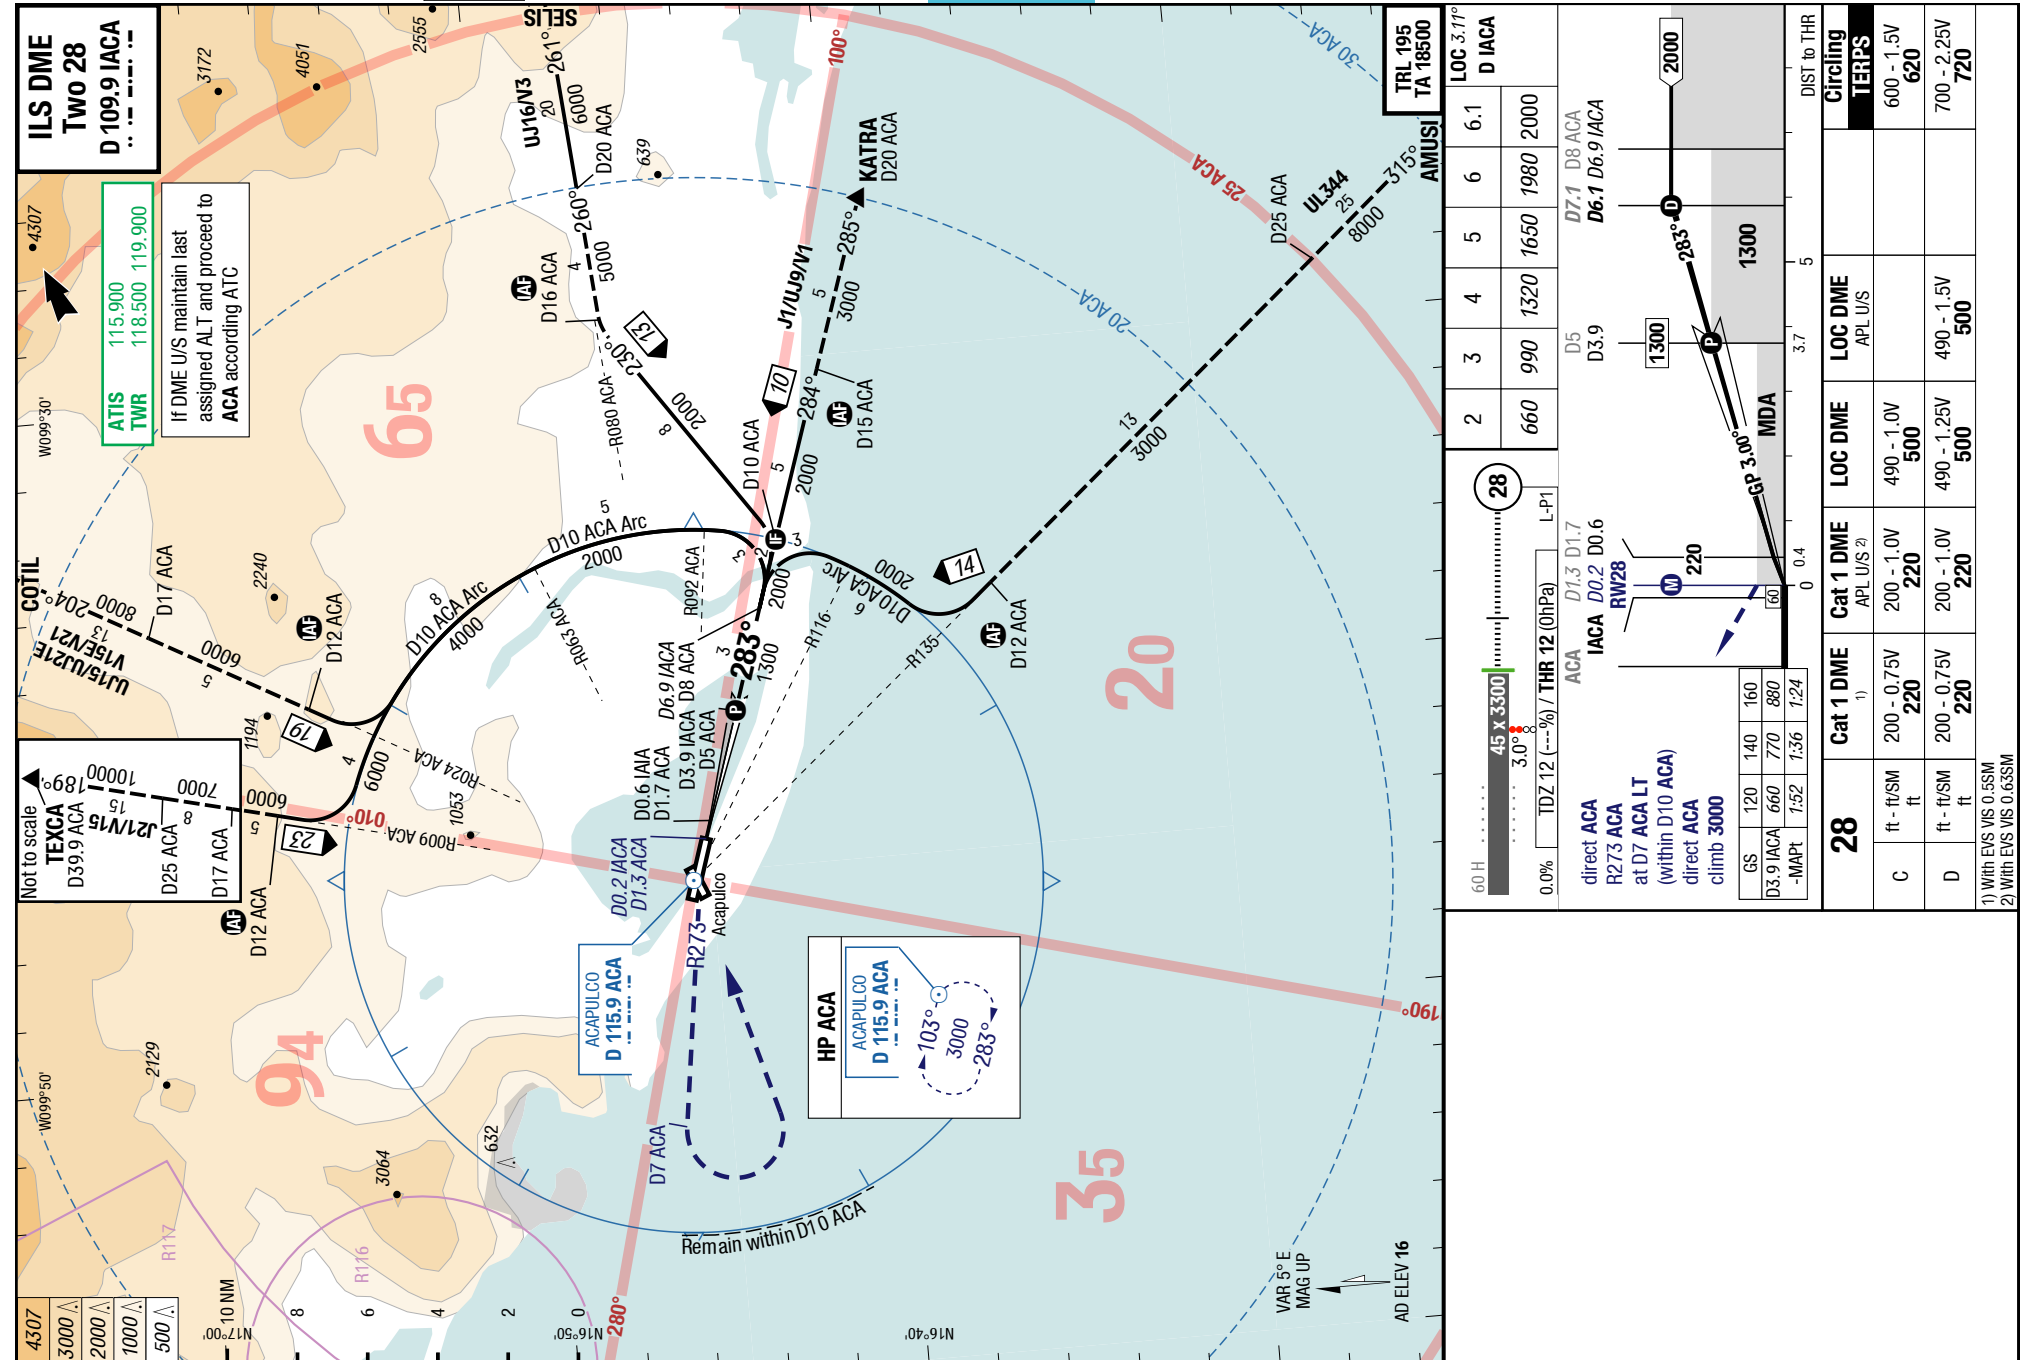 ILS DME
Two 28
D 109.9 IACA
ATIS 115.900
TWR 118.500 119.900
If DME U/S maintain last
assigned ALT and proceed to
ACA according ATC
TRL 195
TA 18500
4307
3172
4051
2555
639
2240
1194
1053
2129
3064
632
W099°30'
W099°50'
65
94
20
35
SELIS
261°
UJ16/V3
20
6000
D20 ACA
260°
4
5000
IAF
D16 ACA
230°
13
R080 ACA
8
2000
100°
KATRA
D20 ACA
285°
J1/UJ9/V1
5
3000
284°
IAF
D15 ACA
10
D10 ACA
5
2000
IF
3
30 ACA
25 ACA
20 ACA
AMUSI
315°
UL344
25
8000
D25 ACA
13
3000
14
IAF
D12 ACA
2000
D10 ACA Arc
6
R135
R116
COTIL
204°
8000
13
UJ15/UJ21E
V15E/V21
D17 ACA
6000
5
IAF
D12 ACA
19
R024 ACA
D10 ACA Arc
8
4000
R063 ACA
5
D10 ACA Arc
2000
R092 ACA
2
2
2000
283°
3
1300
D6.9 IACA
D8 ACA
P
D3.9 IACA
D5 ACA
D0.6 IAIA
D1.7 ACA
D0.2 IACA
D1.3 ACA
Not to scale
TEXCA
D39.9 ACA
189°
10000
15
J21/V15
D25 ACA
7000
8
D17 ACA
6000
5
23
IAF
D12 ACA
4
6000
010°
R009 ACA
ACAPULCO
D 115.9 ACA
R273
Acapulco
D7 ACA
Remain within D10 ACA
HP ACA
ACAPULCO
D 115.9 ACA
103°
3000
283°
190°
280°
R117
R116
4307
3000
2000
1000
500
10 NM
8
6
4
2
0
N17°00'
N16°50'
N16°40'
VAR 5° E
MAG UP
AD ELEV 16
LOC 3.11°
D IACA
2 3 4 5 6 6.1
660 990 1320 1650 1980 2000
28
60 H
45 x 3300
3.0°
L-P1
0.0%
TDZ 12 (---%) / THR 12 (0hPa)
ACA D1.3 D1.7 D5 D7.1 D8 ACA
IACA D0.2 D0.6 D3.9 D6.1 D6.9 IACA
RW28
M
220
1300
P
D
283°
2000
1300
GP 3.00°
MDA
60
0 0.4 3.7 5
DIST to THR
direct ACA
R273 ACA
at D7 ACA LT
(within D10 ACA)
direct ACA
climb 3000
GS 120 140 160
D3.9 IACA 660 770 880
-MAPt 1:52 1:36 1:24
28
Cat 1 DME
1)
Cat 1 DME
APL U/S 2)
LOC DME
LOC DME
APL U/S
Circling
TERPS
C
ft - ft/SM
ft
200 - 0.75V
220
200 - 1.0V
220
490 - 1.0V
500
600 - 1.5V
620
D
ft - ft/SM
ft
200 - 0.75V
220
200 - 1.0V
220
490 - 1.25V
500
490 - 1.5V
500
700 - 2.25V
720
1) With EVS VIS 0.5SM
2) With EVS VIS 0.63SM